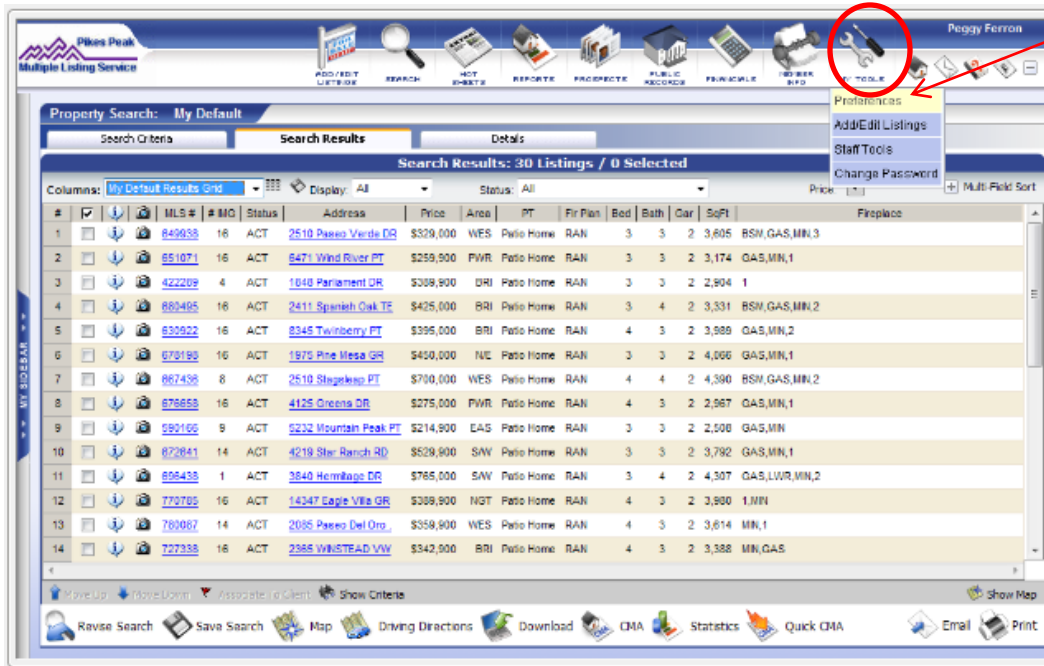 Pikes Peak
Multiple Listing Service
Peggy Ferron
ADD/EDIT LISTINGS SEARCH HOT SHEETS REPORTS PROSPECTS PUBLIC RECORDS FINANCIALS MEMBER INFO MY TOOLS
Preferences
Add/Edit Listings
Staff Tools
Change Password
Property Search: My Default
Search Criteria Search Results Details
Search Results: 30 Listings / 0 Selected
Columns: My Default Results Grid Display: All Status: All Price Multi-Field Sort
# MLS # # IMG Status Address Price Area PT Flr Plan Bed Bath Gar SqFt Fireplace
1 649938 16 ACT 2510 Paseo Verde DR $329,000 WES Patio Home RAN 3 3 2 3,605 BSM,GAS,MIN,3
2 651071 16 ACT 6471 Wind River PT $259,900 PWR Patio Home RAN 3 3 2 3,174 GAS,MIN,1
3 422289 4 ACT 1848 Parliament DR $389,900 BRI Patio Home RAN 3 3 2 2,904 1
4 680495 16 ACT 2411 Spanish Oak TE $425,000 BRI Patio Home RAN 3 4 2 3,331 BSM,GAS,MIN,2
5 630922 16 ACT 8345 Twinberry PT $395,000 BRI Patio Home RAN 4 3 2 3,989 GAS,MIN,2
6 678198 16 ACT 1975 Pine Mesa GR $450,000 N/E Patio Home RAN 3 3 2 4,066 GAS,MIN,1
7 667436 8 ACT 2510 Stagsleap PT $700,000 WES Patio Home RAN 4 4 2 4,390 BSM,GAS,MIN,2
8 676658 16 ACT 4125 Greens DR $275,000 PWR Patio Home RAN 4 3 2 2,967 GAS,MIN,1
9 590166 9 ACT 5232 Mountain Peak PT $214,900 EAS Patio Home RAN 4 3 2 2,508 GAS,MIN
10 672841 14 ACT 4219 Star Ranch RD $529,900 S/W Patio Home RAN 3 3 2 3,792 GAS,MIN,1
11 696438 1 ACT 3840 Hermitage DR $765,000 S/W Patio Home RAN 3 4 2 4,307 GAS,LWR,MIN,2
12 770785 16 ACT 14347 Eagle Villa GR $389,900 NGT Patio Home RAN 4 3 2 3,980 1,MIN
13 780087 14 ACT 2085 Paseo Del Oro . $359,900 WES Patio Home RAN 4 3 2 3,614 MIN,1
14 727338 16 ACT 2365 WINSTEAD VW $342,900 BRI Patio Home RAN 4 3 2 3,388 MIN,GAS
MY SIDEBAR
Move Up Move Down Associate To Client Show Criteria Show Map
Revise Search Save Search Map Driving Directions Download CMA Statistics Quick CMA Email Print